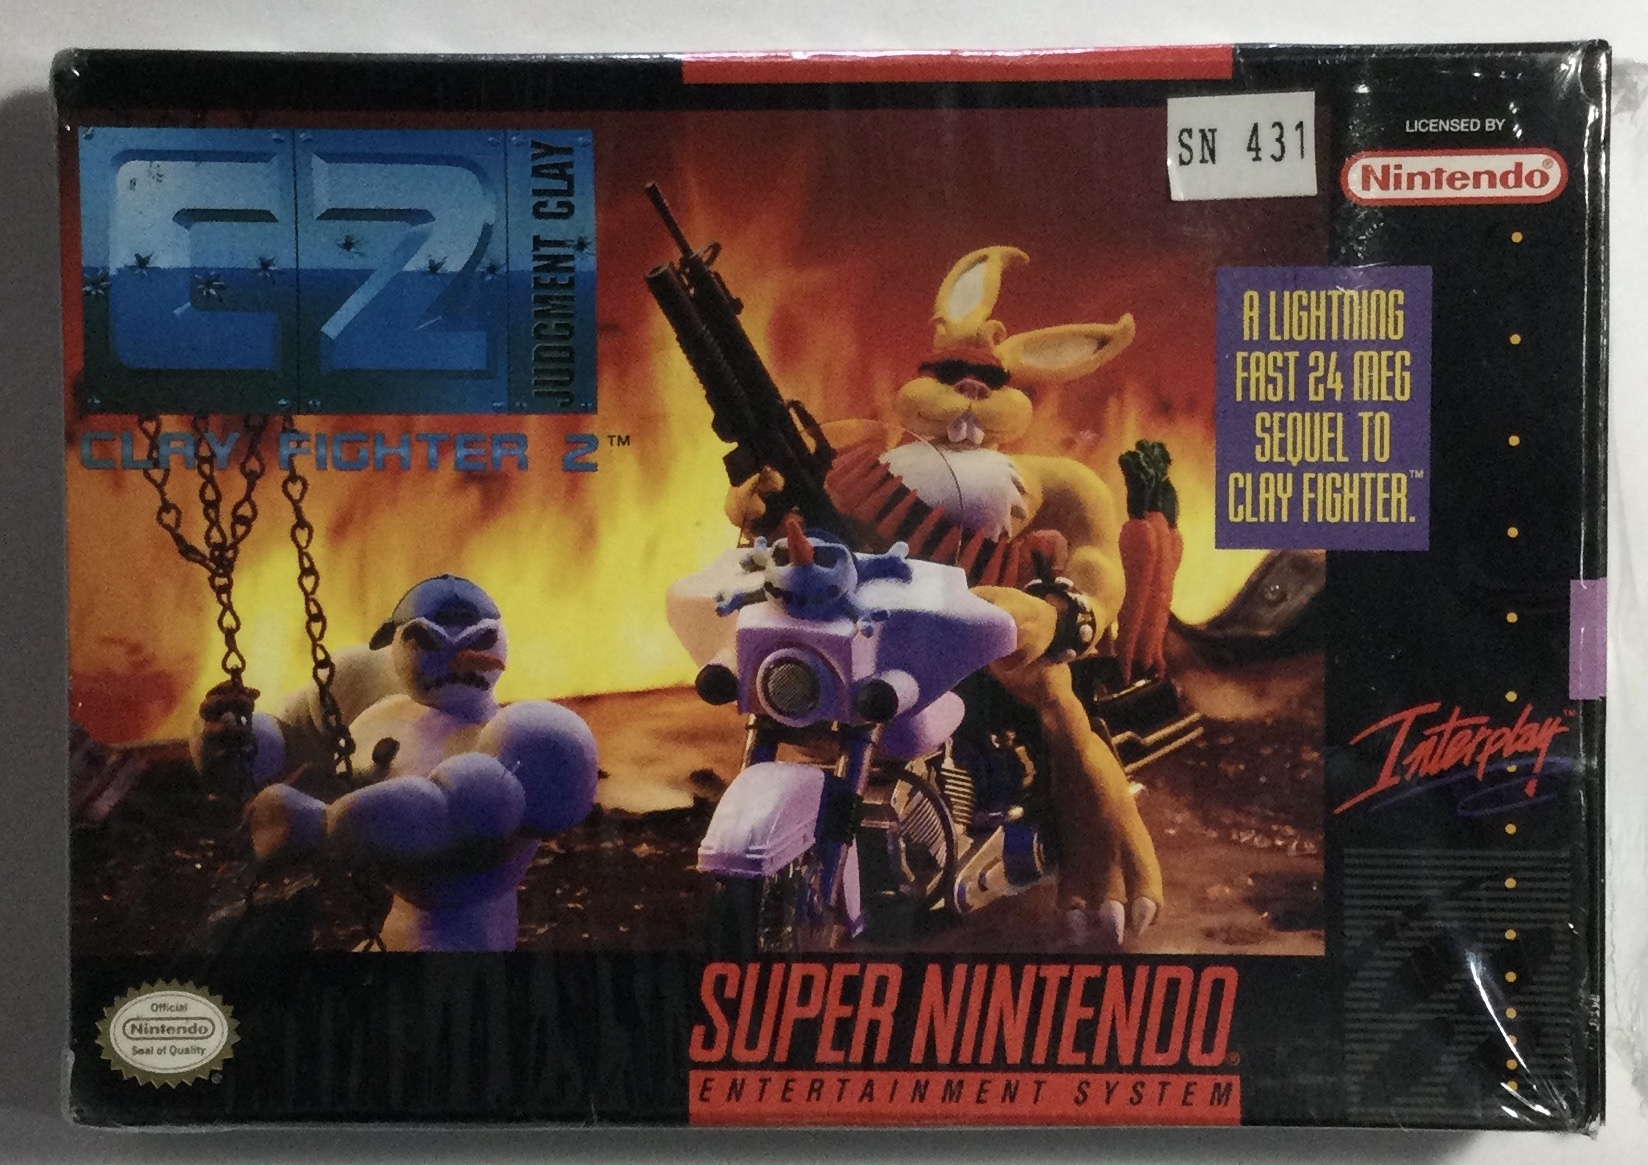 C2
JUDGMENT CLAY
CLAY FIGHTER 2™
SN 431
LICENSED BY
Nintendo®
A LIGHTNING
FAST 24 MEG
SEQUEL TO
CLAY FIGHTER.™
Interplay™
Official
Nintendo
Seal of Quality
SUPER NINTENDO®
ENTERTAINMENT SYSTEM